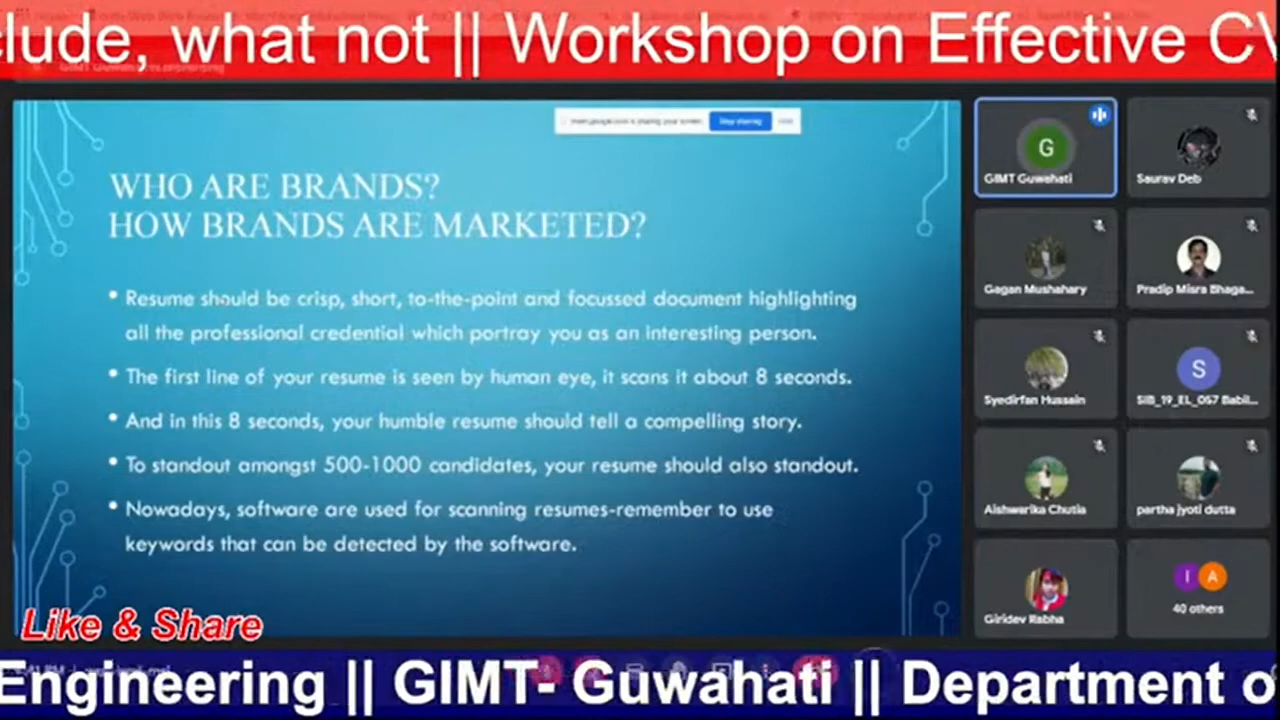 clude, what not || Workshop on Effective CV
GIMT Guwahati
Stop sharing
WHO ARE BRANDS?
HOW BRANDS ARE MARKETED?
• Resume should be crisp, short, to-the-point and focussed document highlighting
all the professional credential which portray you as an interesting person.
• The first line of your resume is seen by human eye, it scans it about 8 seconds.
• And in this 8 seconds, your humble resume should tell a compelling story.
• To standout amongst 500-1000 candidates, your resume should also standout.
• Nowadays, software are used for scanning resumes-remember to use
keywords that can be detected by the software.
G
GIMT Guwahati
Saurav Deb
Gagan Mushahary
Pradip Misra Bhaga...
Syedirfan Hussain
S
SIB_19_EL_057 Babli...
Aishwarika Chutia
partha jyoti dutta
Giridev Rabha
I A
40 others
Like & Share
Engineering || GIMT- Guwahati || Department o